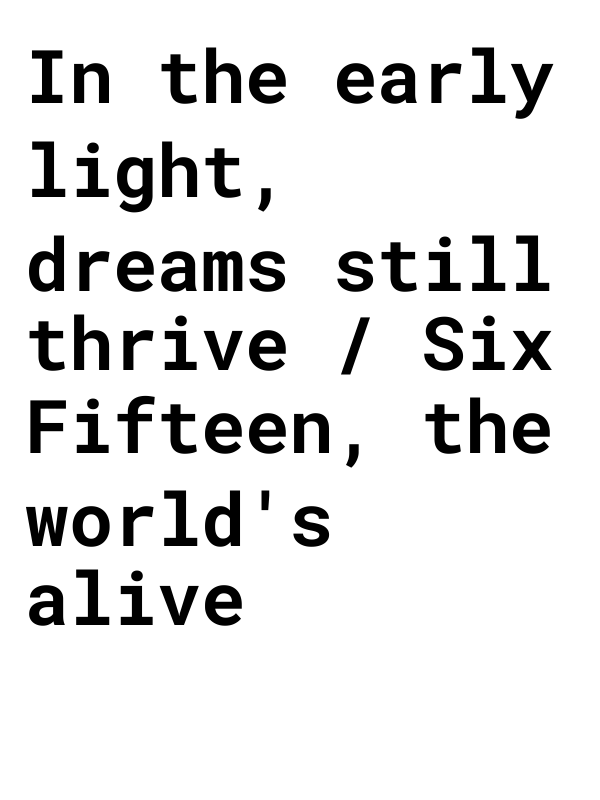 In the early
light,
dreams still
thrive / Six
Fifteen, the
world's
alive